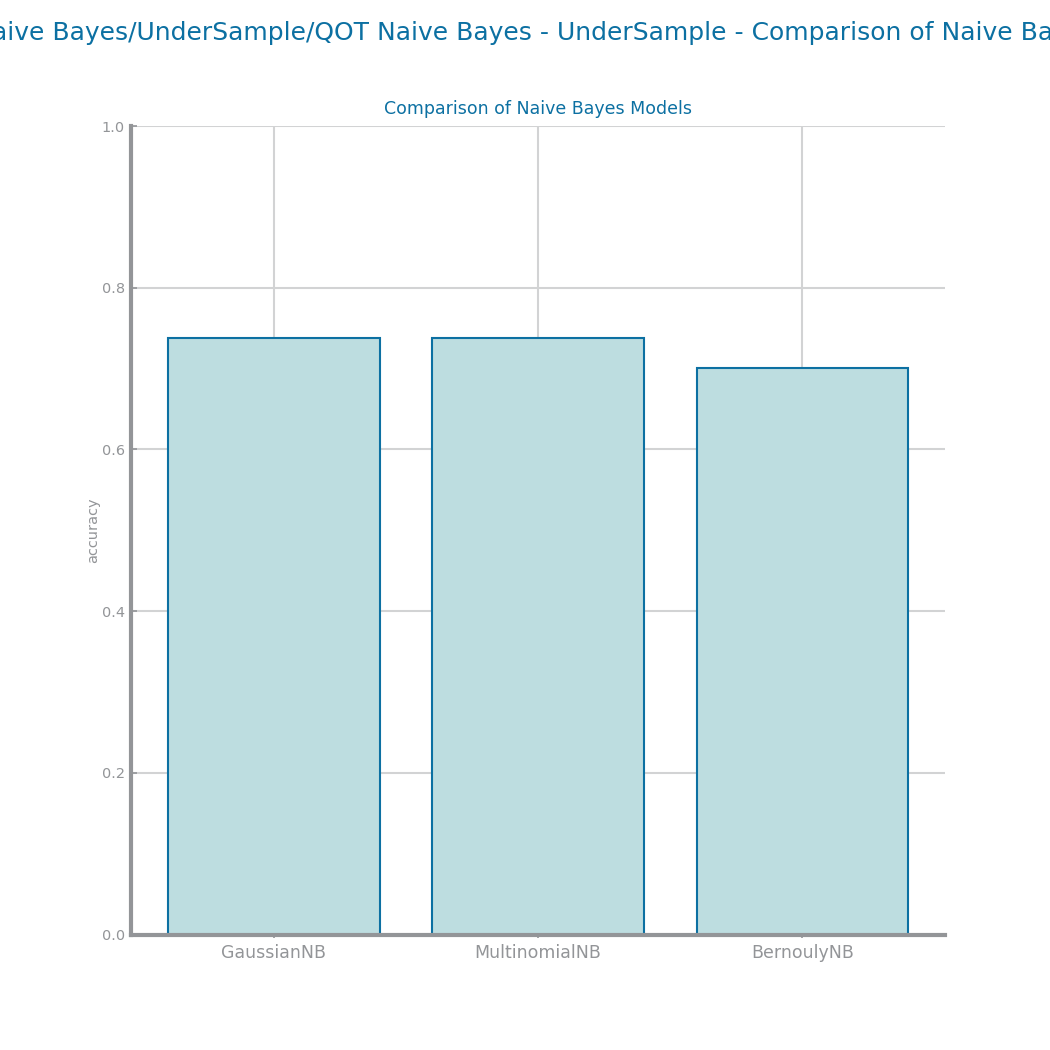 aive Bayes/UnderSample/QOT Naive Bayes - UnderSample - Comparison of Naive Ba
Comparison of Naive Bayes Models
1.0
0.8
0.6
0.4
0.2
0.0
accuracy
GaussianNB MultinomialNB BernoulyNB